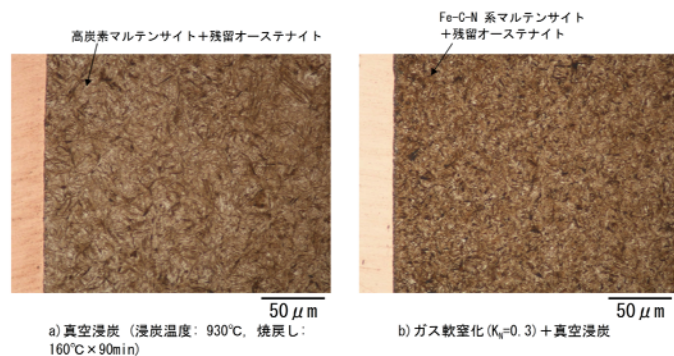 高炭素マルテンサイト＋残留オーステナイト
Fe-C-N 系マルテンサイト
＋残留オーステナイト
50μm
50μm
a)真空浸炭 (浸炭温度: 930℃, 焼戻し:
160℃×90min)
b)ガス軟窒化(KN=0.3)＋真空浸炭